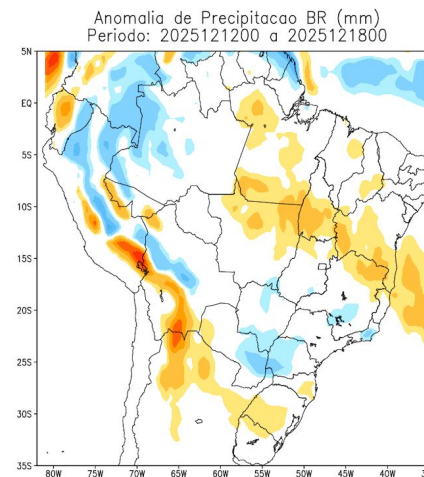 Anomalia de Precipitacao BR (mm)
Periodo: 2025121200 a 2025121800
5N
EQ
5S
10S
15S
20S
25S
30S
35S
80W 75W 70W 65W 60W 55W 50W 45W 40W